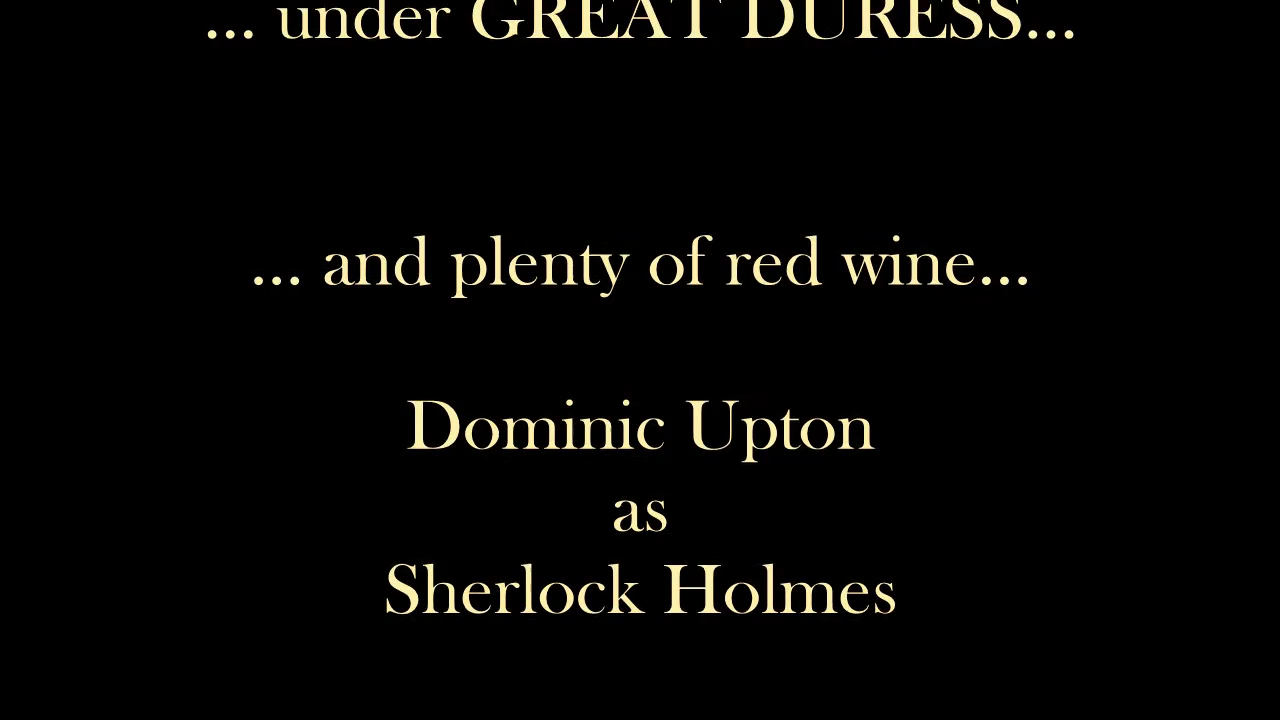 ... under GREAT DURESS...
... and plenty of red wine...
Dominic Upton
as
Sherlock Holmes